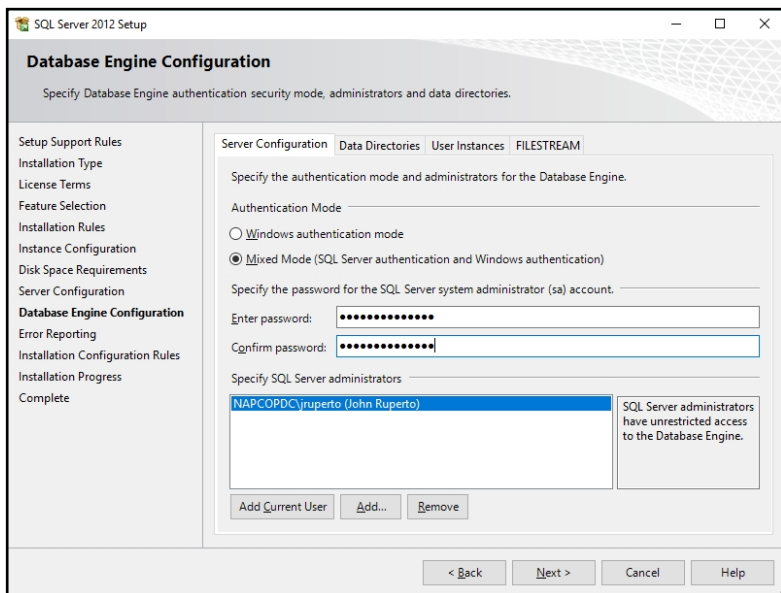 SQL Server 2012 Setup
Database Engine Configuration
Specify Database Engine authentication security mode, administrators and data directories.
Setup Support Rules
Installation Type
License Terms
Feature Selection
Installation Rules
Instance Configuration
Disk Space Requirements
Server Configuration
Database Engine Configuration
Error Reporting
Installation Configuration Rules
Installation Progress
Complete
Server Configuration Data Directories User Instances FILESTREAM
Specify the authentication mode and administrators for the Database Engine.
Authentication Mode
Windows authentication mode
Mixed Mode (SQL Server authentication and Windows authentication)
Specify the password for the SQL Server system administrator (sa) account.
Enter password: ●●●●●●●●●●●●●●
Confirm password: ●●●●●●●●●●●●●●
Specify SQL Server administrators
NAPCOPDC\jruperto (John Ruperto)
SQL Server administrators
have unrestricted access
to the Database Engine.
Add Current User Add... Remove
< Back Next > Cancel Help